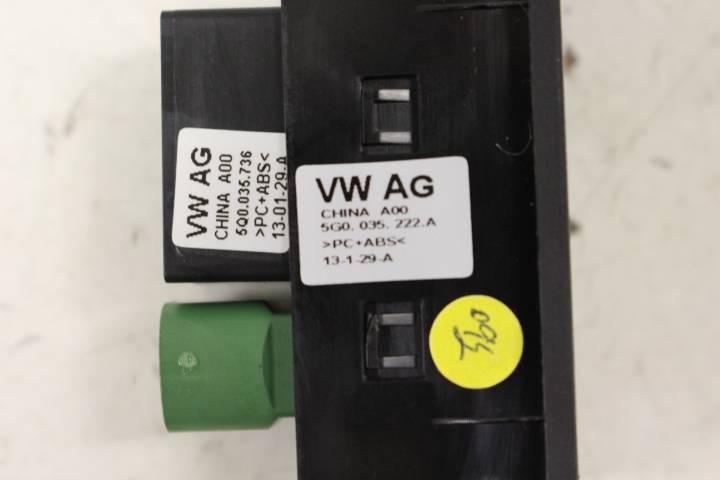 VW AG
CHINA A00
5Q0.035.736
>PC+ABS<
13-01-29-A
VW AG
CHINA A00
5G0. 035. 222.A
>PC+ABS<
13-1-29-A